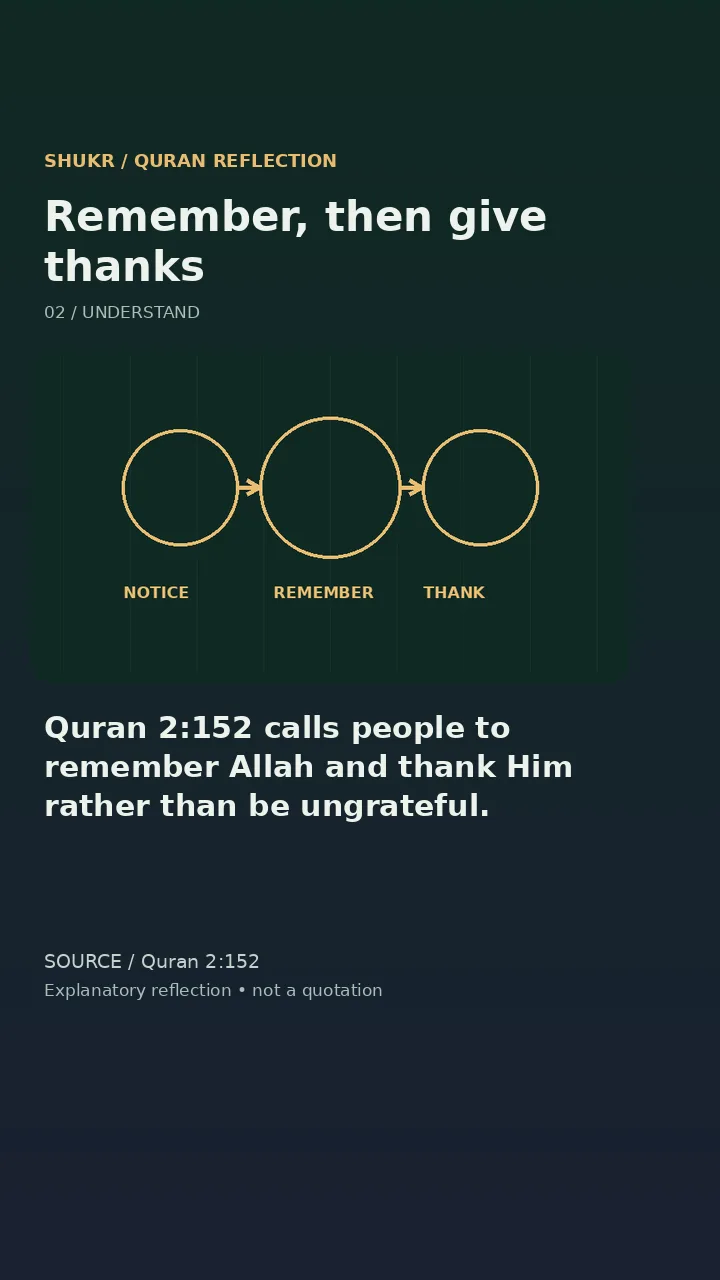 SHUKR / QURAN REFLECTION
Remember, then give
thanks
02 / UNDERSTAND
NOTICE
REMEMBER
THANK
Quran 2:152 calls people to
remember Allah and thank Him
rather than be ungrateful.
SOURCE / Quran 2:152
Explanatory reflection • not a quotation